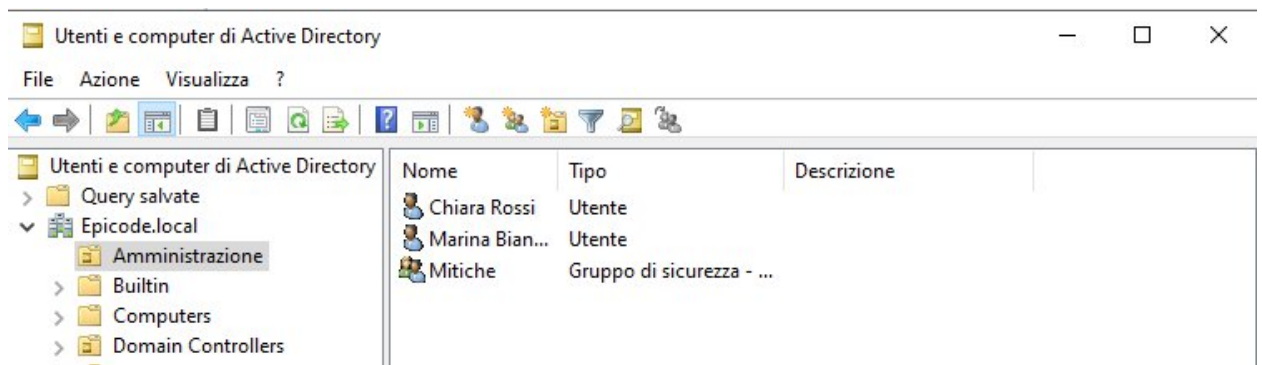 Utenti e computer di Active Directory
File Azione Visualizza ?
Utenti e computer di Active Directory
Query salvate
Epicode.local
Amministrazione
Builtin
Computers
Domain Controllers
Nome Tipo Descrizione
Chiara Rossi Utente
Marina Bian... Utente
Mitiche Gruppo di sicurezza - ...